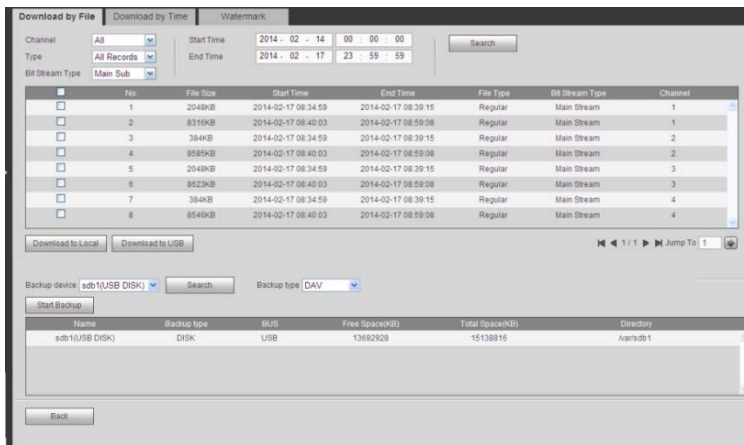 Download by File Download by Time Watermark
Channel All Start Time 2014 - 02 - 14 00 : 00 : 00 Search
Type All Records End Time 2014 - 02 - 17 23 : 59 : 59
Bit Stream Type Main Sub
No. File Size Start Time End Time File Type Bit Stream Type Channel
1 2048KB 2014-02-17 08:34:59 2014-02-17 08:39:15 Regular Main Stream 1
2 8316KB 2014-02-17 08:40:03 2014-02-17 08:59:08 Regular Main Stream 1
3 384KB 2014-02-17 08:34:59 2014-02-17 08:39:15 Regular Main Stream 2
4 8585KB 2014-02-17 08:40:03 2014-02-17 08:59:08 Regular Main Stream 2
5 2048KB 2014-02-17 08:34:59 2014-02-17 08:39:15 Regular Main Stream 3
6 8623KB 2014-02-17 08:40:03 2014-02-17 08:59:08 Regular Main Stream 3
7 384KB 2014-02-17 08:34:59 2014-02-17 08:39:15 Regular Main Stream 4
8 8546KB 2014-02-17 08:40:03 2014-02-17 08:59:08 Regular Main Stream 4
Download to Local Download to USB 1 / 1 Jump To 1
Backup device sdb1(USB DISK) Search Backup type DAV
Start Backup
Name Backup type BUS Free Space(KB) Total Space(KB) Directory
sdb1(USB DISK) DISK USB 13692928 15138816 /var/sdb1
Back